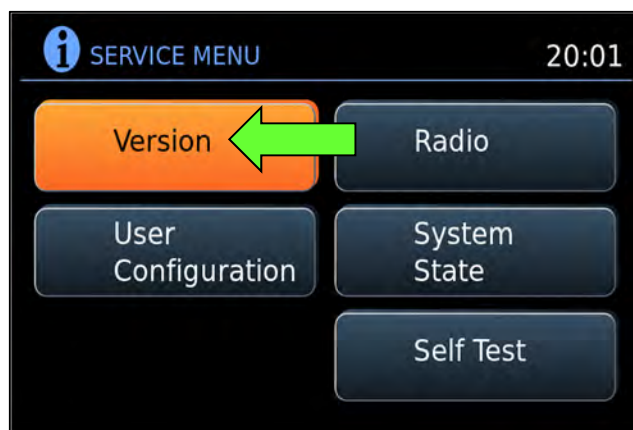 SERVICE MENU 20:01
Version Radio
User
Configuration
System
State
Self Test